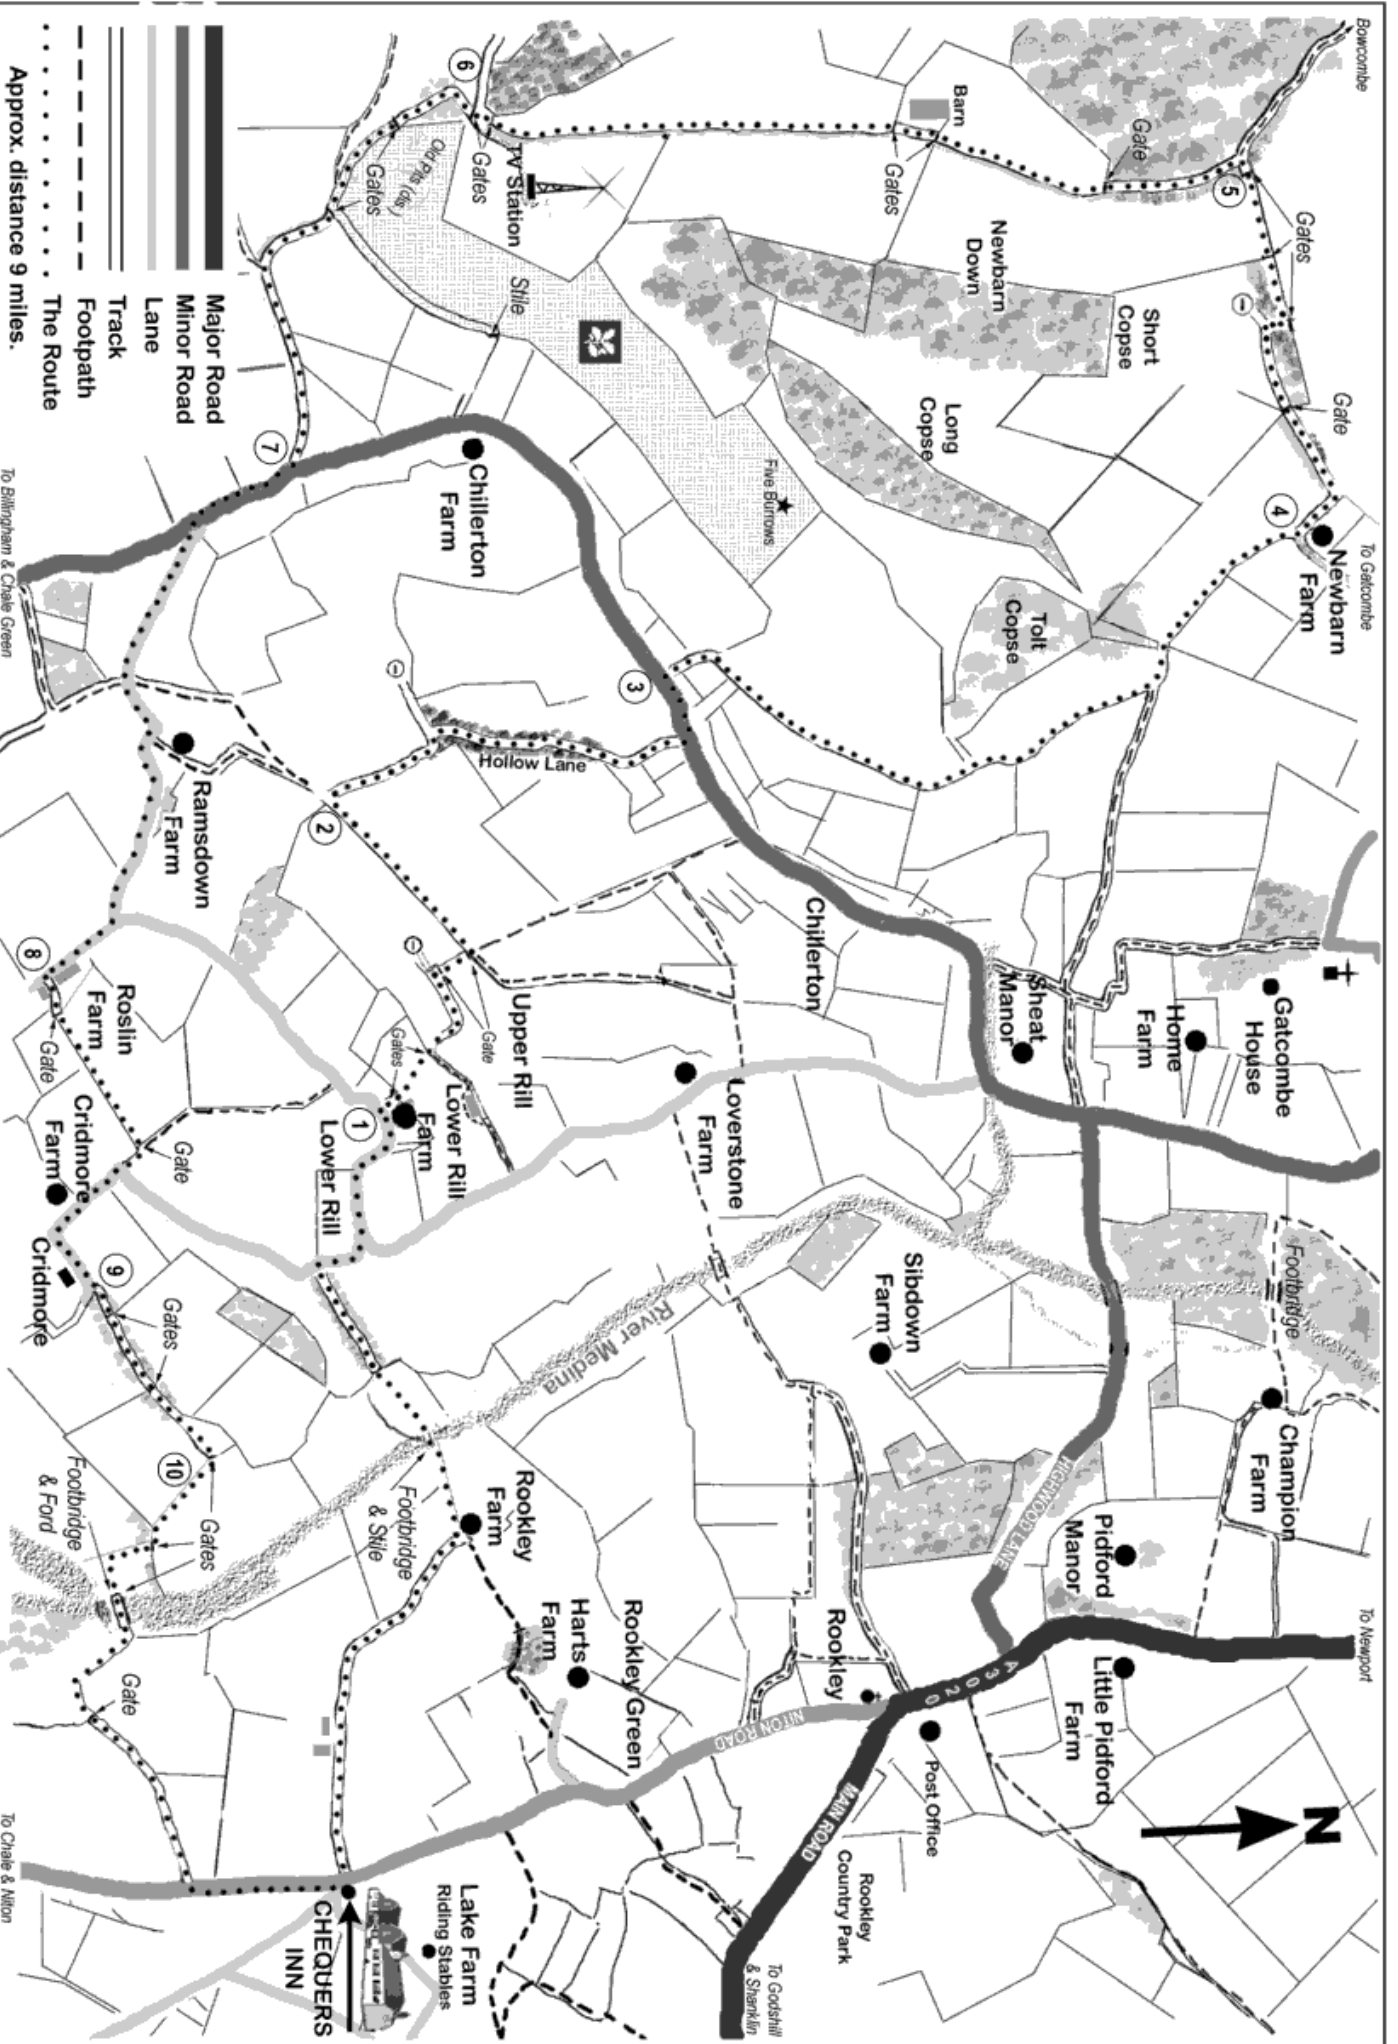 Bowcombe
To Gatcombe
To Newport
N
Gate
5
Gates
Gate
4
Newbarn
Farm
Gatcombe
House
Home
Farm
Footbridge
Champion
Farm
Pidford
Manor
Little Pidford
Farm
Barn
Gates
Newbarn
Down
Short
Copse
Long
Copse
Tolt
Copse
Sheat
Manor
Sibdown
Farm
HIGHWOOD LANE
A3020
Rookley
Post Office
MAIN ROAD
Rookley
Country Park
To Godshill
& Shanklin
6
Gates
TV Station
Old Pits (dis)
Gates
Stile
Five Burrows
3
Chillerton
Loverstone
Farm
River Medina
NITON ROAD
Rookley Green
Harts
Farm
Chillerton
Farm
Hollow Lane
7
2
Upper Rill
Gate
Gates
Lower Rill
Farm
1
Lower Rill
Rookley
Farm
Footbridge
& Stile
Lake Farm
Riding Stables
CHEQUERS
INN
Ramsdown
Farm
8
Roslin
Farm
Gate
Cridmore
Farm
Gate
Cridmore
9
Gates
10
Gates
Footbridge
& Ford
Gate
To Billingham & Chale Green
To Chale & Niton
Major Road
Minor Road
Lane
Track
Footpath
The Route
Approx. distance 9 miles.